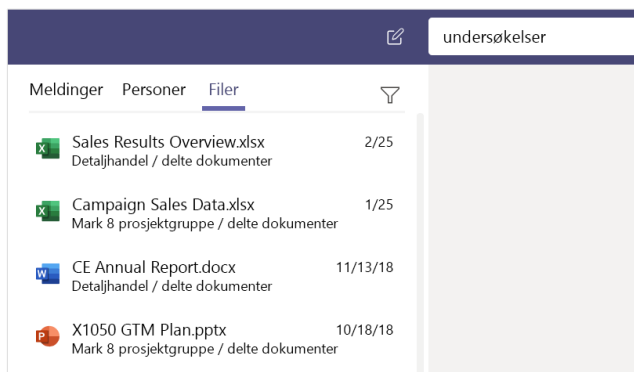 undersøkelser
Meldinger Personer Filer
Sales Results Overview.xlsx 2/25
Detaljhandel / delte dokumenter
Campaign Sales Data.xlsx 1/25
Mark 8 prosjektgruppe / delte dokumenter
CE Annual Report.docx 11/13/18
Detaljhandel / delte dokumenter
X1050 GTM Plan.pptx 10/18/18
Mark 8 prosjektgruppe / delte dokumenter